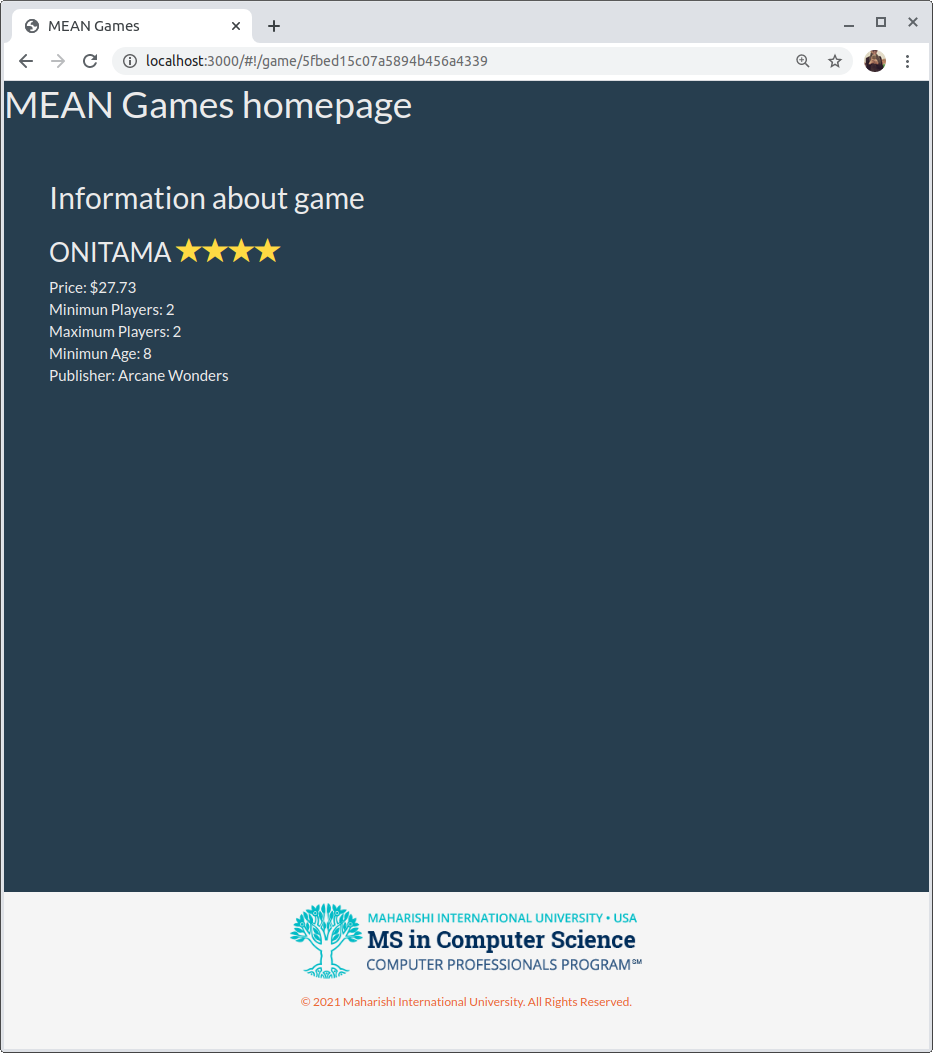 MEAN Games
localhost:3000/#!/game/5fbed15c07a5894b456a4339
MEAN Games homepage
Information about game
ONITAMA ★★★★
Price: $27.73
Minimun Players: 2
Maximum Players: 2
Minimun Age: 8
Publisher: Arcane Wonders
MAHARISHI INTERNATIONAL UNIVERSITY • USA
MS in Computer Science
COMPUTER PROFESSIONALS PROGRAM℠
© 2021 Maharishi International University. All Rights Reserved.